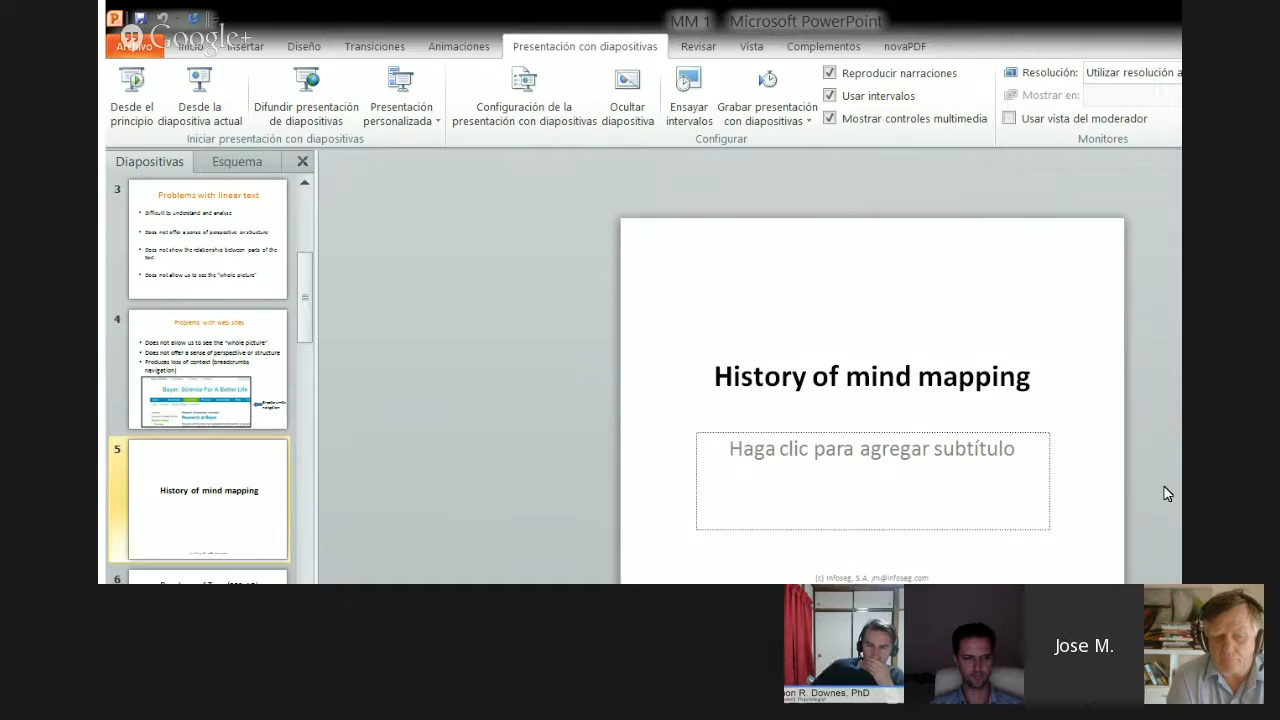 MM 1 - Microsoft PowerPoint
Google+
Archivo Inicio Insertar Diseño Transiciones Animaciones Presentación con diapositivas Revisar Vista Complementos novaPDF
Desde el principio
Desde la diapositiva actual
Difundir presentación de diapositivas
Presentación personalizada
Configuración de la presentación con diapositivas
Ocultar diapositiva
Ensayar intervalos
Grabar presentación con diapositivas
Reproducir narraciones
Usar intervalos
Mostrar controles multimedia
Resolución: Utilizar resolución a
Mostrar en:
Usar vista del moderador
Iniciar presentación con diapositivas
Configurar
Monitores
Diapositivas Esquema
3
Problems with linear text
• Difficult to understand and analyse
• Does not offer a sense of perspective or structure
• Does not show the relationship between parts of the
text
• Does not allow us to see the "whole picture"
4
Problems with web sites
• Does not allow us to see the "whole picture"
• Does not offer a sense of perspective or structure
• Produces loss of context (breadcrumbs
navigation)
Bayer: Science For A Better Life
Research at Bayer
5
History of mind mapping
6
History of mind mapping
Haga clic para agregar subtítulo
(c) Infoseg, S.A. jm@infoseg.com
on R. Downes, PhD
Jose M.